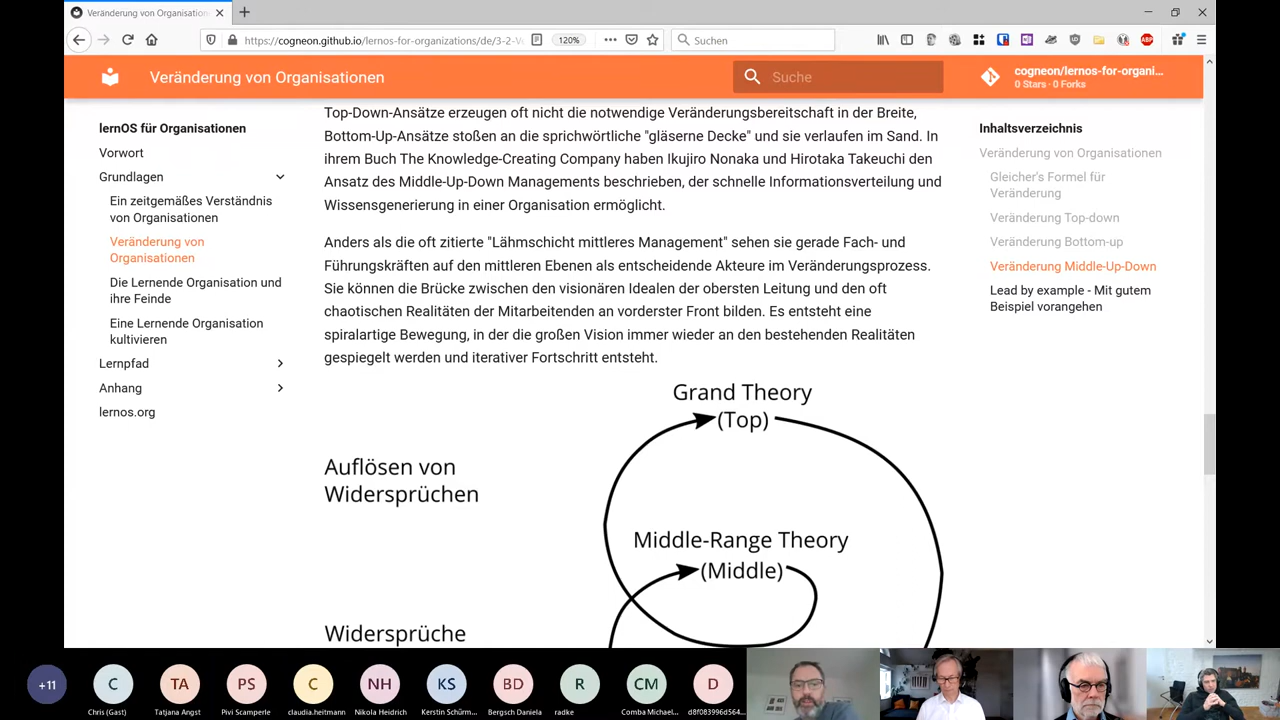 Veränderung von Organisation
https://cogneon.github.io/lernos-for-organizations/de/3-2-V
120%
Suchen
Veränderung von Organisationen
Suche
cogneon/lernos-for-organi...
0 Stars · 0 Forks
lernOS für Organisationen
Vorwort
Grundlagen
Ein zeitgemäßes Verständnis
von Organisationen
Veränderung von
Organisationen
Die Lernende Organisation und
ihre Feinde
Eine Lernende Organisation
kultivieren
Lernpfad
Anhang
lernos.org
Top-Down-Ansätze erzeugen oft nicht die notwendige Veränderungsbereitschaft in der Breite,
Bottom-Up-Ansätze stoßen an die sprichwörtliche "gläserne Decke" und sie verlaufen im Sand. In
ihrem Buch The Knowledge-Creating Company haben Ikujiro Nonaka und Hirotaka Takeuchi den
Ansatz des Middle-Up-Down Managements beschrieben, der schnelle Informationsverteilung und
Wissensgenerierung in einer Organisation ermöglicht.
Anders als die oft zitierte "Lähmschicht mittleres Management" sehen sie gerade Fach- und
Führungskräften auf den mittleren Ebenen als entscheidende Akteure im Veränderungsprozess.
Sie können die Brücke zwischen den visionären Idealen der obersten Leitung und den oft
chaotischen Realitäten der Mitarbeitenden an vorderster Front bilden. Es entsteht eine
spiralartige Bewegung, in der die großen Vision immer wieder an den bestehenden Realitäten
gespiegelt werden und iterativer Fortschritt entsteht.
Grand Theory
(Top)
Auflösen von
Widersprüchen
Middle-Range Theory
(Middle)
Widersprüche
Inhaltsverzeichnis
Veränderung von Organisationen
Gleicher's Formel für
Veränderung
Veränderung Top-down
Veränderung Bottom-up
Veränderung Middle-Up-Down
Lead by example - Mit gutem
Beispiel vorangehen
+11
C
TA
PS
C
NH
KS
BD
R
CM
D
Chris (Gast)
Tatjana Angst
Pivi Scamperle
claudia.heitmann
Nikola Heidrich
Kerstin Schürm...
Bergsch Daniela
radke
Comba Michael...
d8f083996d564...